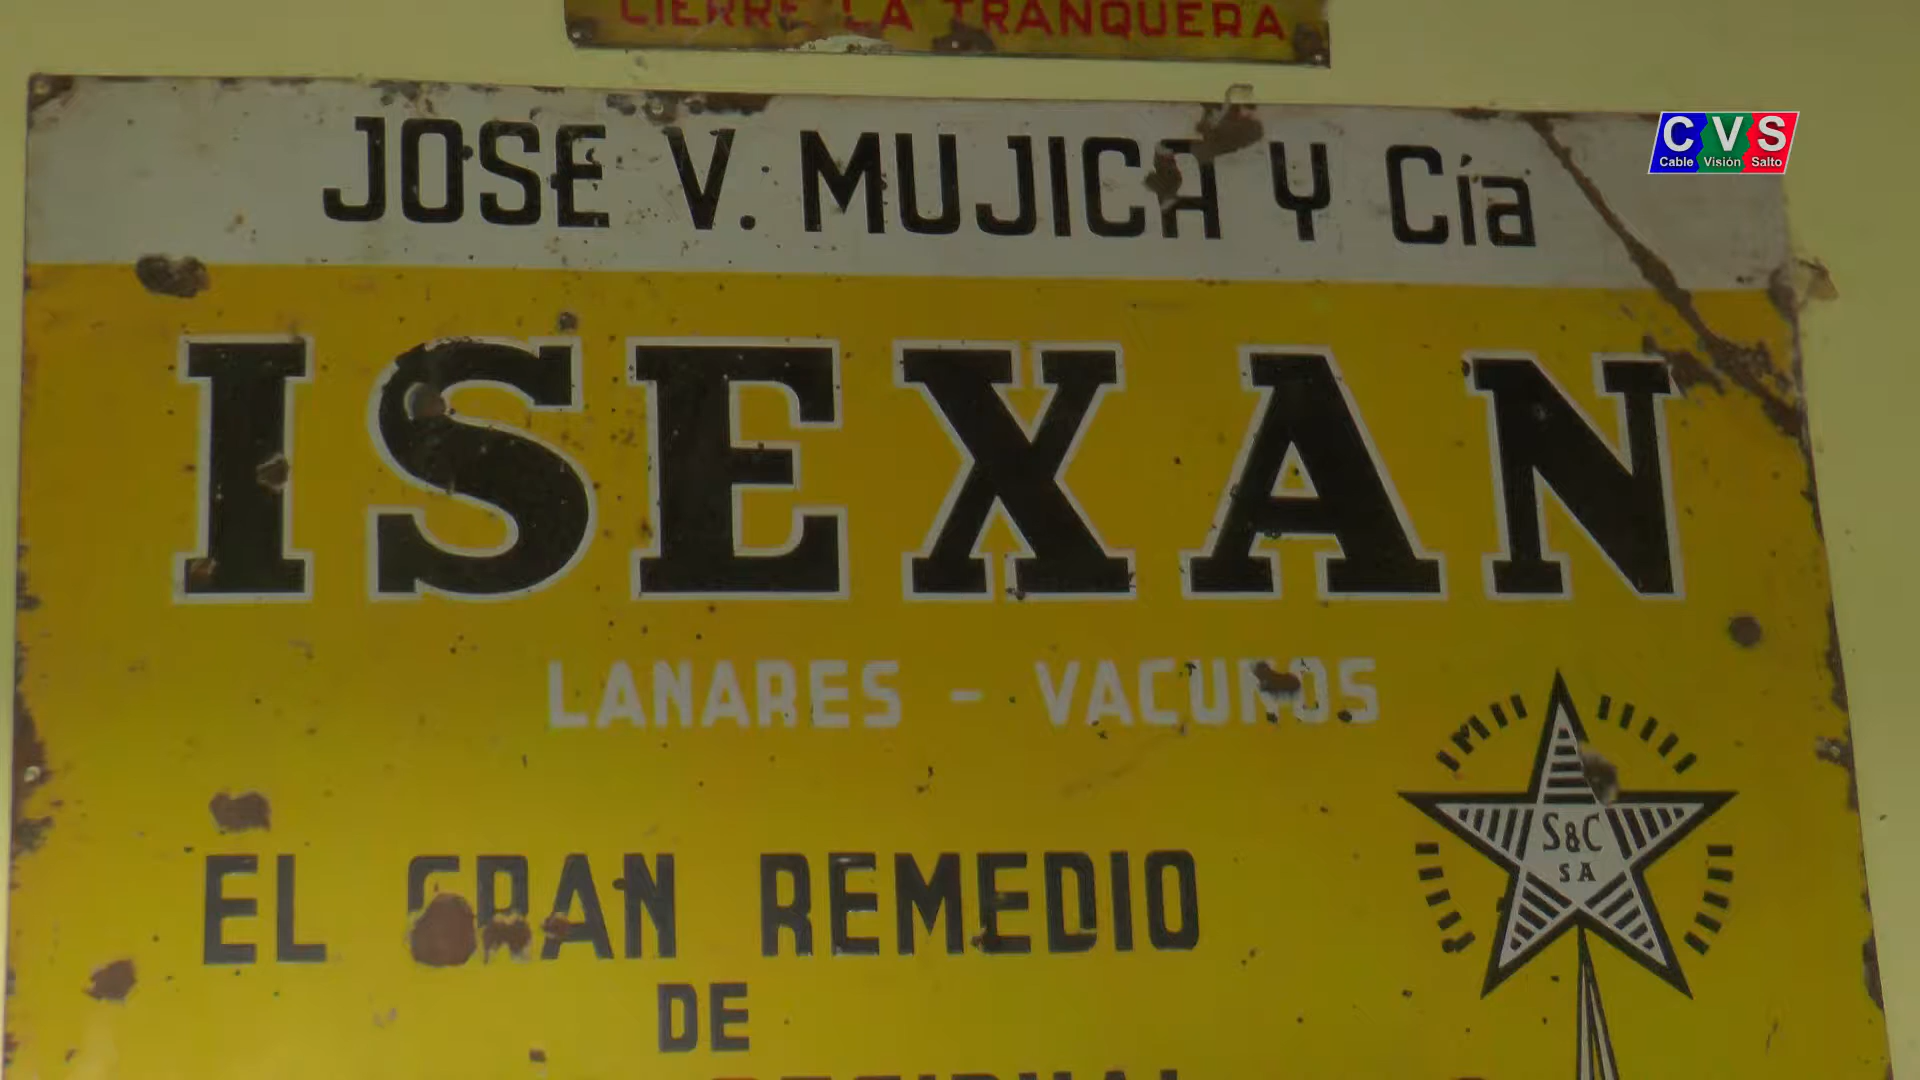 CIERRE LA TRANQUERA
JOSE V. MUJICA Y Cía
CVS
Cable Visión Salto
ISEXAN
LANARES - VACUNOS
S&C
SA
EL GRAN REMEDIO
DE